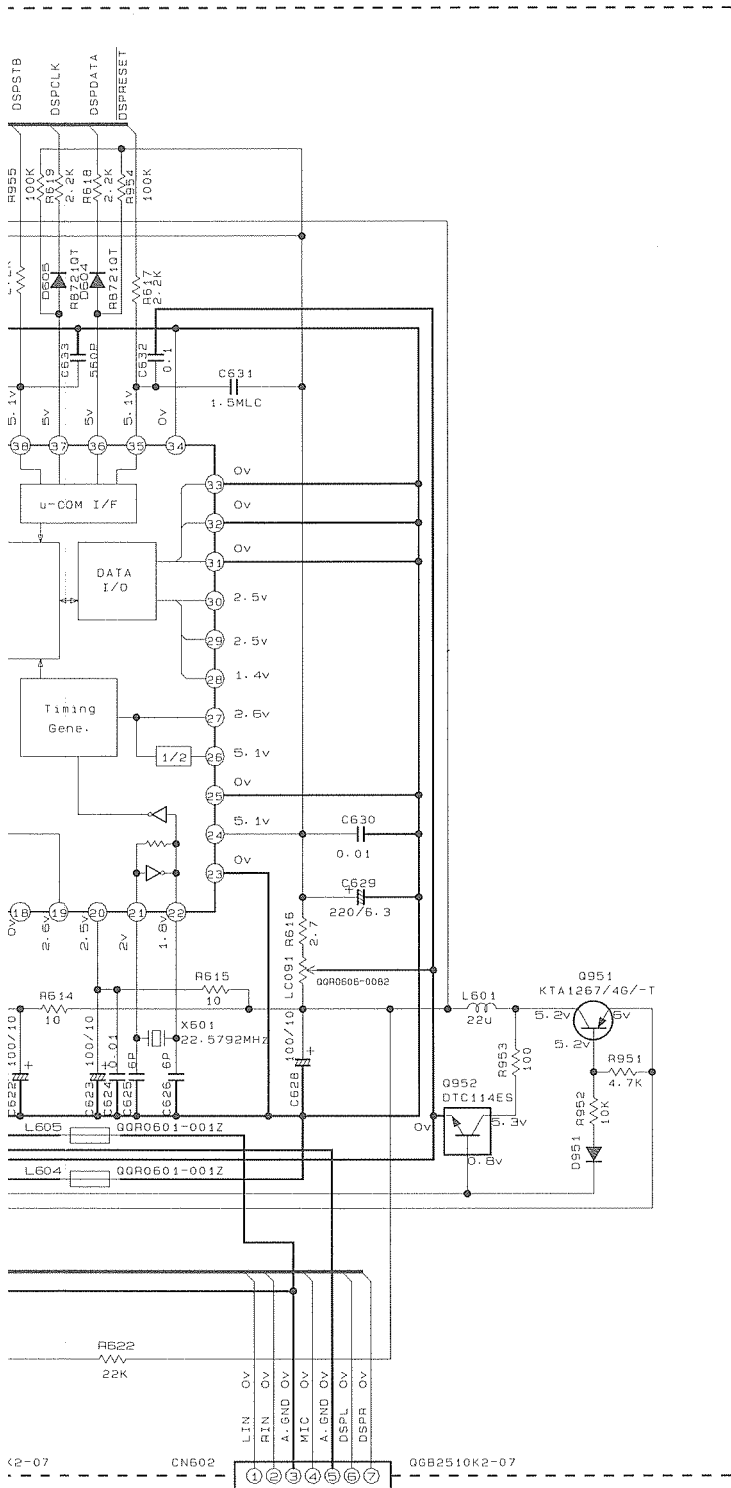 DSPSTB
DSPCLK
DSPDATA
DSPRESET
R955
100K
R619
2.2K
R618
2.2K
R954
100K
D605
RB721QT
D604
RB721QT
R617
2.2K
C633
560P
C632
0.1
C631
1.5MLC
5.1v
5v
5v
5.1v
0v
38
37
36
35
34
u-COM I/F
33
0v
32
0v
31
0v
DATA
I/O
30
2.5v
29
2.5v
28
1.4v
Timing
Gene.
27
2.6v
1/2
26
5.1v
25
0v
24
5.1v
23
0v
C630
0.01
C629
+
220/6.3
18
19
20
21
22
0v
2.6v
2.5v
2v
1.8v
R616
2.7
LC091
QQR0606-0082
R614
10
R615
10
X601
22.5792MHz
C622
100/10
+
C623
100/10
+
C624
0.01
C625
6P
C626
6P
C628
100/10
+
L601
22u
Q951
KTA1267/4G/-T
5.2v
6v
5.2v
R953
100
R951
4.7K
R952
10K
D951
Q952
DTC114ES
0v
5.3v
0.8v
L605
QQR0601-001Z
L604
QQR0601-001Z
R622
22K
LIN 0v
RIN 0v
A.GND 0v
MIC 0v
A.GND 0v
DSPL 0v
DSPR 0v
K2-07
CN602
1
2
3
4
5
6
7
QGB2510K2-07